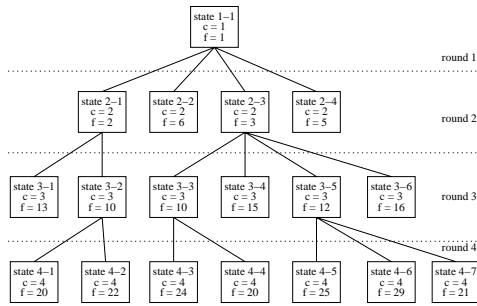 state 1–1
c = 1
f = 1
round 1
state 2–1
c = 2
f = 2
state 2–2
c = 2
f = 6
state 2–3
c = 2
f = 3
state 2–4
c = 2
f = 5
round 2
state 3–1
c = 3
f = 13
state 3–2
c = 3
f = 10
state 3–3
c = 3
f = 10
state 3–4
c = 3
f = 15
state 3–5
c = 3
f = 12
state 3–6
c = 3
f = 16
round 3
round 4
state 4–1
c = 4
f = 20
state 4–2
c = 4
f = 22
state 4–3
c = 4
f = 24
state 4–4
c = 4
f = 20
state 4–5
c = 4
f = 25
state 4–6
c = 4
f = 29
state 4–7
c = 4
f = 21